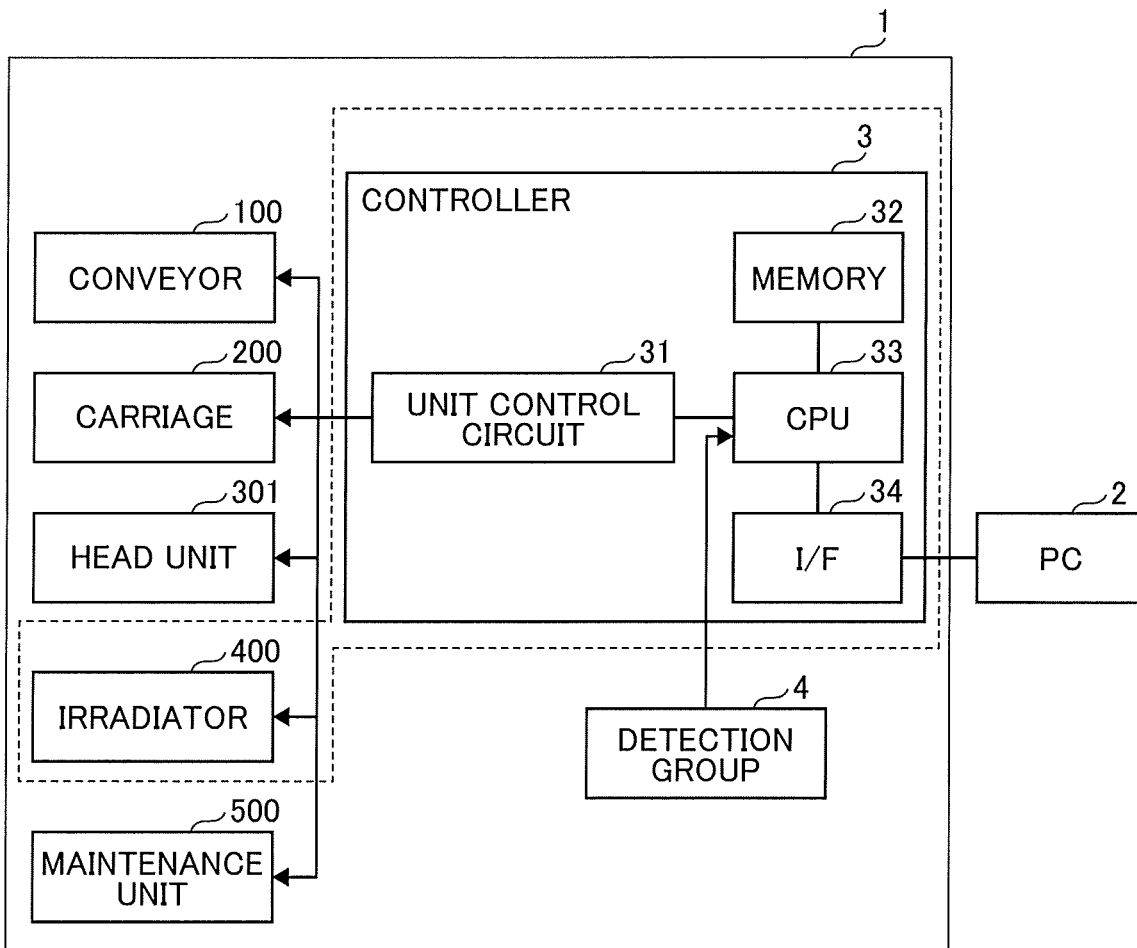 1
3
CONTROLLER
100
CONVEYOR
32
MEMORY
200
CARRIAGE
31
UNIT CONTROL
CIRCUIT
33
CPU
301
HEAD UNIT
34
I/F
2
PC
400
IRRADIATOR
4
DETECTION
GROUP
500
MAINTENANCE
UNIT